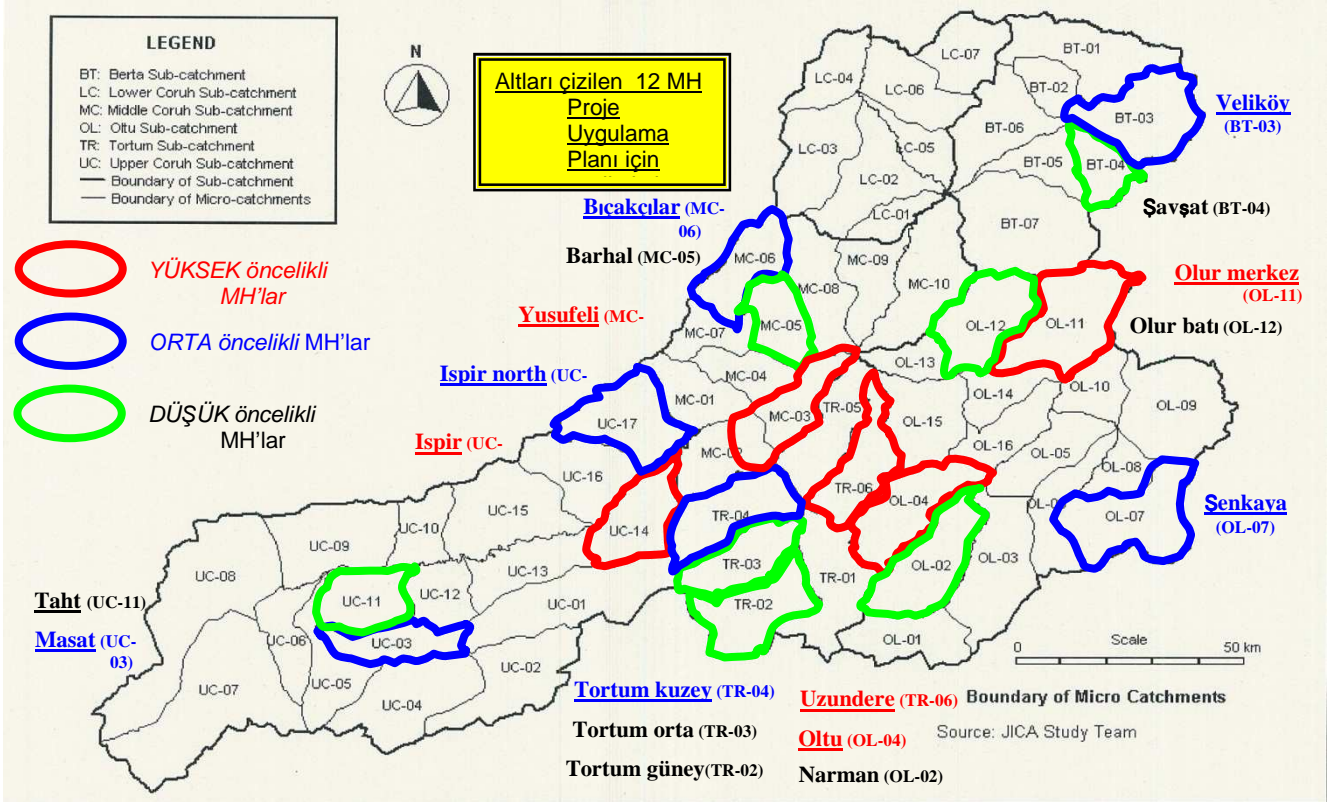 LEGEND
BT: Berta Sub-catchment
LC: Lower Coruh Sub-catchment
MC: Middle Coruh Sub-catchment
OL: Oltu Sub-catchment
TR: Tortum Sub-catchment
UC: Upper Coruh Sub-catchment
Boundary of Sub-catchment
Boundary of Micro-catchments
N
Altları çizilen 12 MH
Proje
Uygulama
Planı için
YÜKSEK öncelikli
MH'lar
ORTA öncelikli MH'lar
DÜŞÜK öncelikli
MH'lar
Veliköy
(BT-03)
Şavşat (BT-04)
Bıçakçılar (MC-
06)
Barhal (MC-05)
Yusufeli (MC-
Olur merkez
(OL-11)
Olur batı (OL-12)
Ispir north (UC-
Ispir (UC-
Şenkaya
(OL-07)
Taht (UC-11)
Masat (UC-
03)
Tortum kuzey (TR-04)
Tortum orta (TR-03)
Tortum güney(TR-02)
Uzundere (TR-06)
Oltu (OL-04)
Narman (OL-02)
Scale
0 50 km
Boundary of Micro Catchments
Source: JICA Study Team
LC-07
LC-04
LC-06
LC-03
LC-05
LC-02
LC-01
BT-01
BT-02
BT-03
BT-06
BT-05
BT-04
BT-07
MC-06
MC-09
MC-08
MC-10
MC-05
MC-07
MC-04
MC-01
MC-03
MC-02
OL-12
OL-11
OL-13
OL-10
OL-14
OL-09
OL-15
OL-16
OL-05
OL-08
OL-07
OL-04
OL-03
OL-02
OL-01
TR-05
TR-06
TR-04
TR-03
TR-02
TR-01
UC-17
UC-16
UC-15
UC-14
UC-10
UC-09
UC-13
UC-08
UC-12
UC-11
UC-01
UC-06
UC-03
UC-02
UC-05
UC-07
UC-04